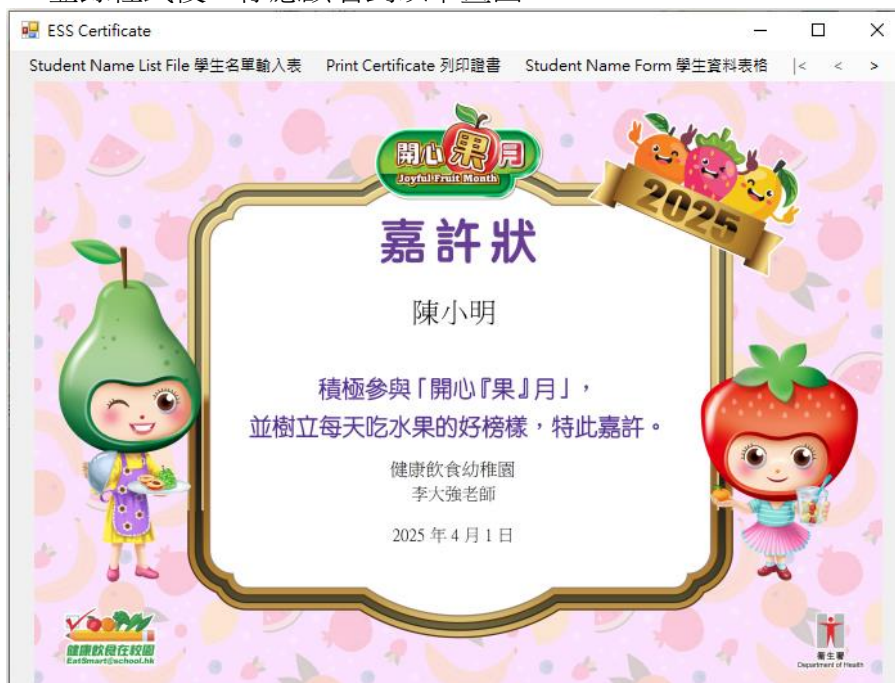 ESS Certificate
Student Name List File 學生名單輸入表 Print Certificate 列印證書 Student Name Form 學生資料表格 |< < >
開心果月
Joyful Fruit Month
2025
嘉許狀
陳小明
積極參與「開心『果』月」，
並樹立每天吃水果的好榜樣，特此嘉許。
健康飲食幼稚園
李大強老師
2025 年 4 月 1 日
健康飲食在校園
EatSmart@school.hk
衞生署
Department of Health